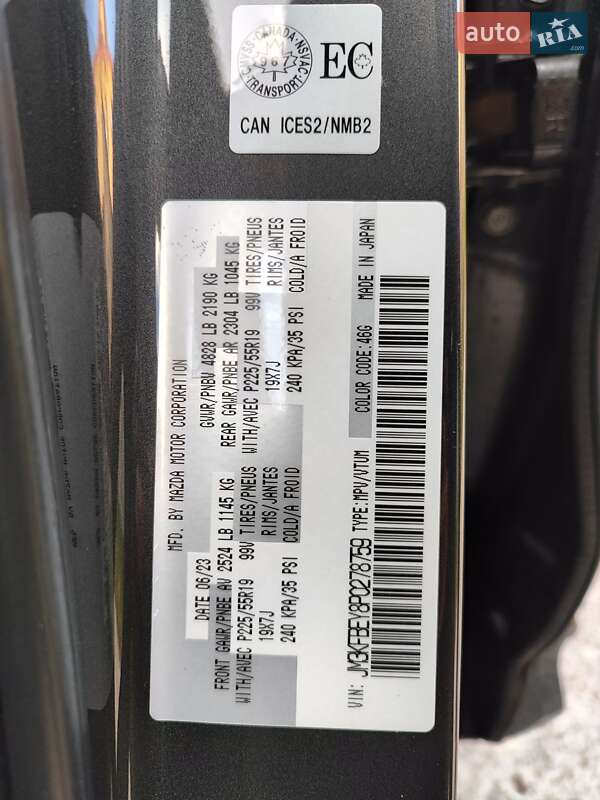 auto RIA.com
CMVSS · CANADA · NSVAC
TRANSPORT
EC
CAN ICES2/NMB2
MFD. BY MAZDA MOTOR CORPORATION
DATE 06/23
GVWR/PNBV 4828 LB 2190 KG
FRONT GAWR/PNBE AV 2524 LB 1145 KG
REAR GAWR/PNBE AR 2304 LB 1045 KG
WITH/AVEC P225/55R19 99V TIRES/PNEUS
WITH/AVEC P225/55R19 99V TIRES/PNEUS
19X7J RIMS/JANTES
19X7J RIMS/JANTES
240 KPA/35 PSI COLD/A FROID
240 KPA/35 PSI COLD/A FROID
VIN: JM3KFBEY8P0278759 TYPE:MPV/VTUM
COLOR CODE:46G MADE IN JAPAN